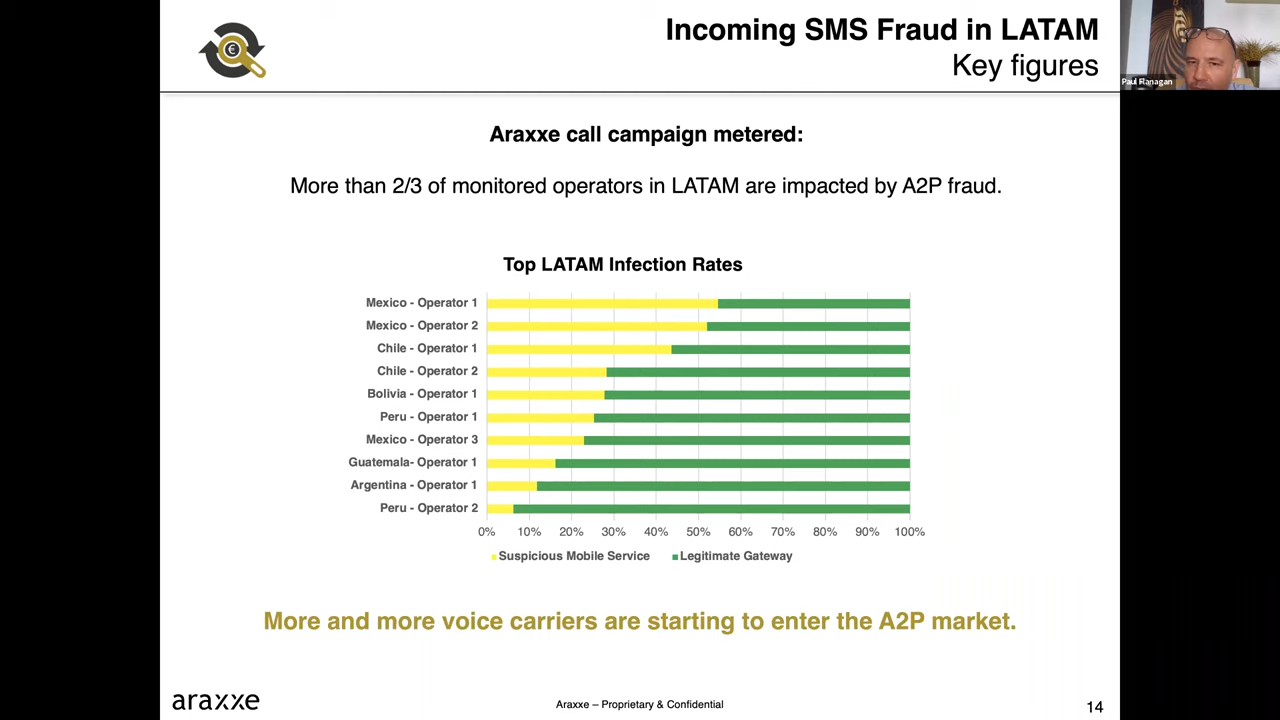 Incoming SMS Fraud in LATAM
Key figures
Paul Flanagan
Araxxe call campaign metered:
More than 2/3 of monitored operators in LATAM are impacted by A2P fraud.
Top LATAM Infection Rates
Mexico - Operator 1
Mexico - Operator 2
Chile - Operator 1
Chile - Operator 2
Bolivia - Operator 1
Peru - Operator 1
Mexico - Operator 3
Guatemala- Operator 1
Argentina - Operator 1
Peru - Operator 2
0% 10% 20% 30% 40% 50% 60% 70% 80% 90% 100%
Suspicious Mobile Service Legitimate Gateway
More and more voice carriers are starting to enter the A2P market.
araxxe
Araxxe – Proprietary & Confidential
14